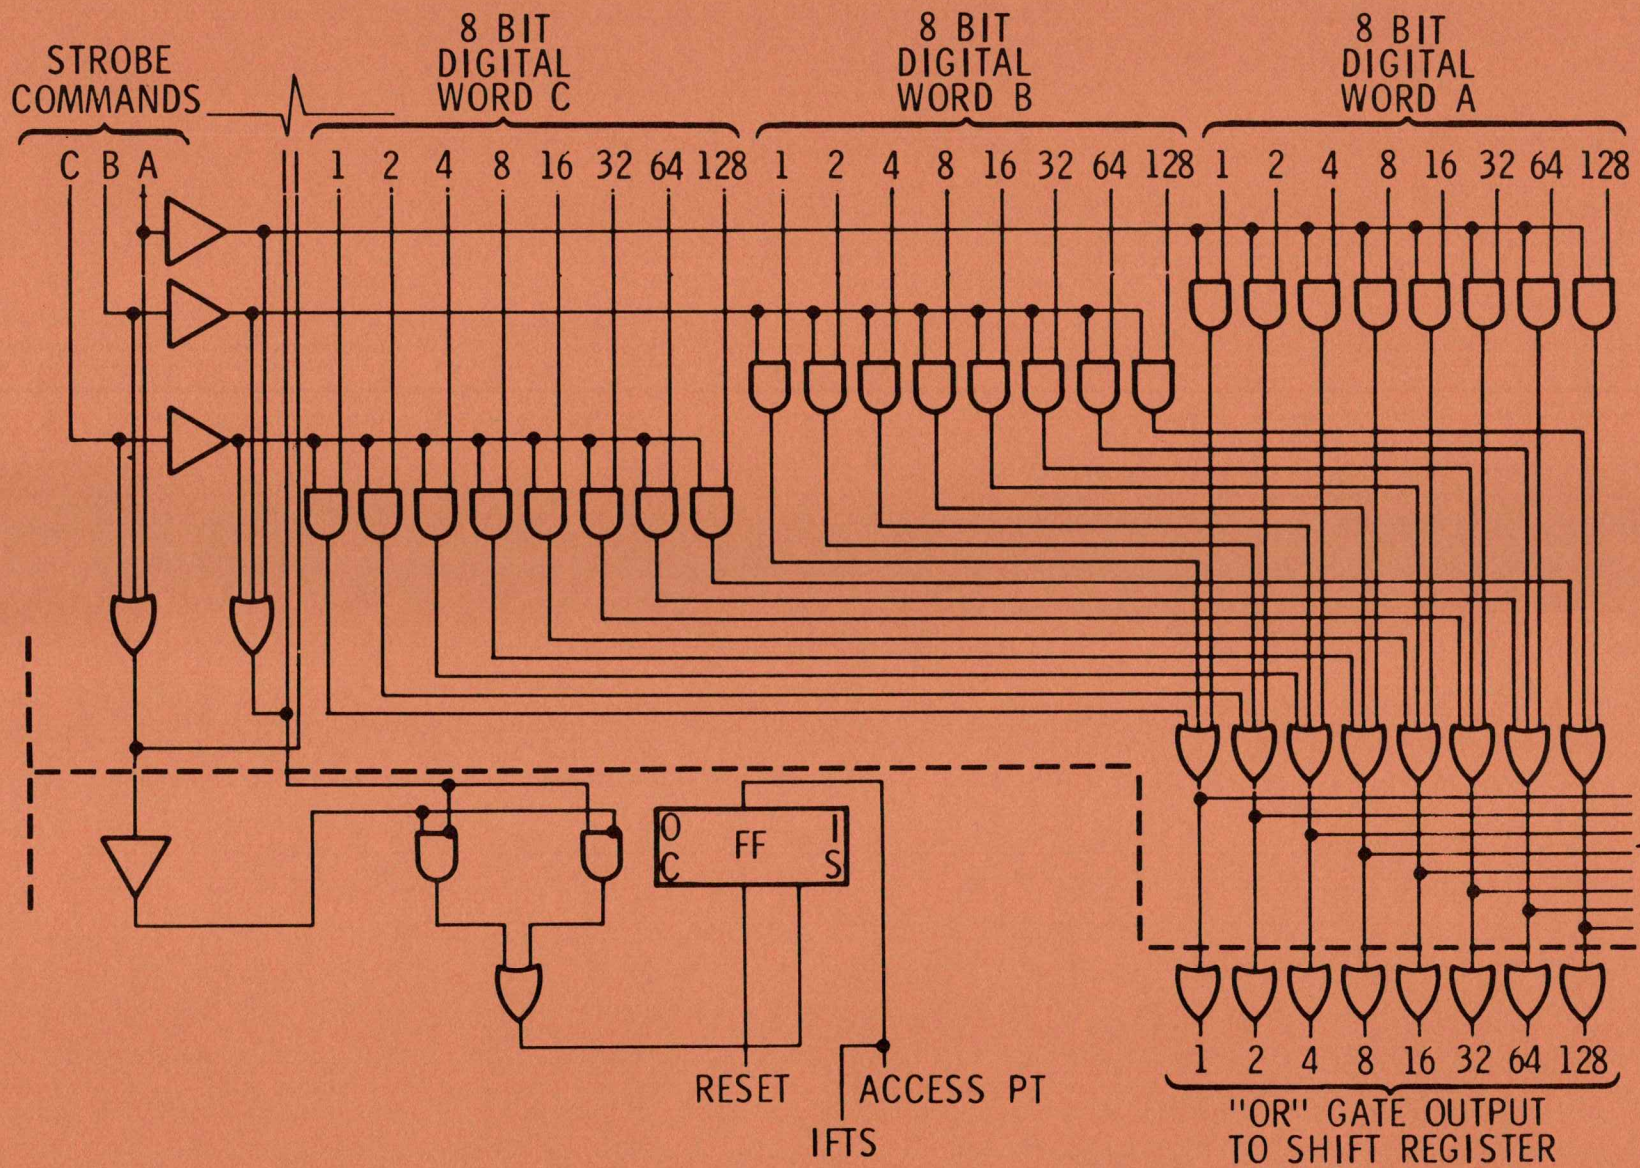 8 BIT
DIGITAL
WORD C
8 BIT
DIGITAL
WORD B
8 BIT
DIGITAL
WORD A
STROBE
COMMANDS
C B A
1 2 4 8 16 32 64 128
1 2 4 8 16 32 64 128
1 2 4 8 16 32 64 128
O FF I
C S
RESET
ACCESS PT
IFTS
1 2 4 8 16 32 64 128
"OR" GATE OUTPUT
TO SHIFT REGISTER